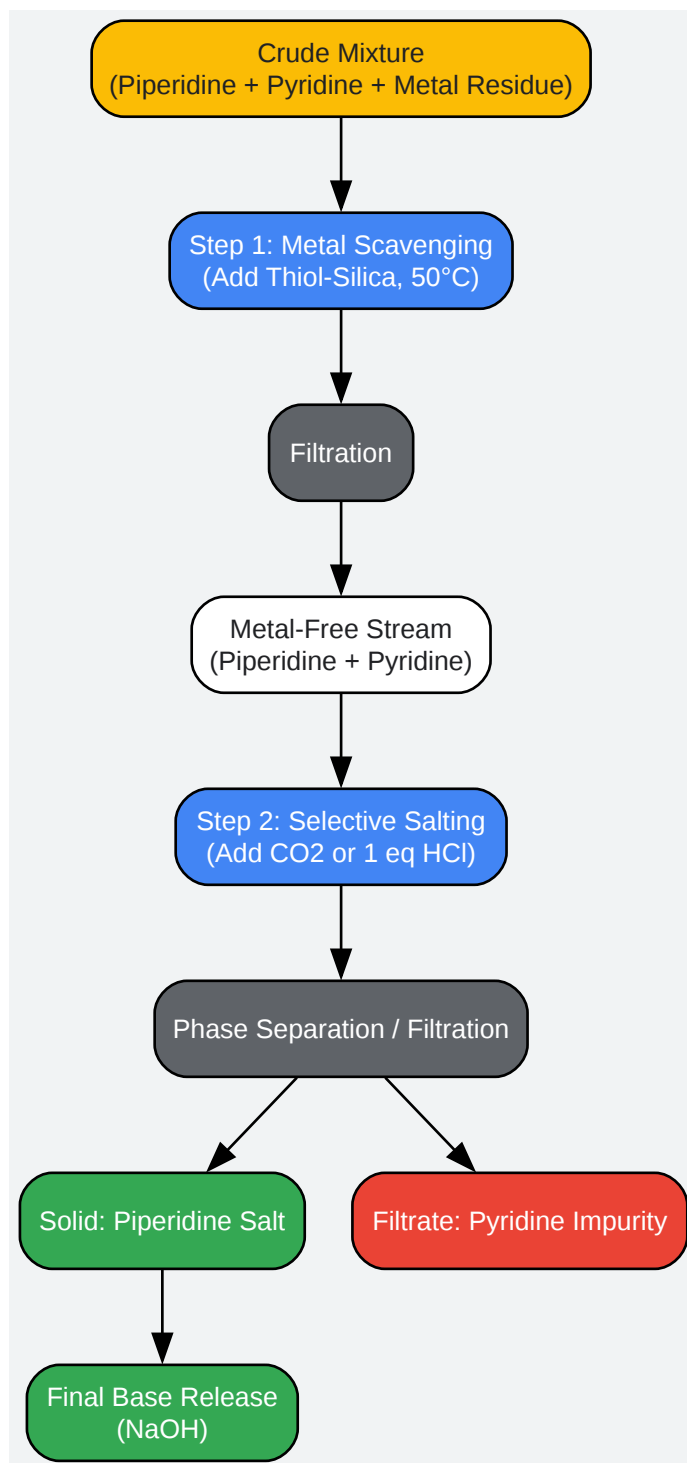 Crude Mixture
(Piperidine + Pyridine + Metal Residue)
Step 1: Metal Scavenging
(Add Thiol-Silica, 50°C)
Filtration
Metal-Free Stream
(Piperidine + Pyridine)
Step 2: Selective Salting
(Add CO2 or 1 eq HCl)
Phase Separation / Filtration
Solid: Piperidine Salt
Filtrate: Pyridine Impurity
Final Base Release
(NaOH)